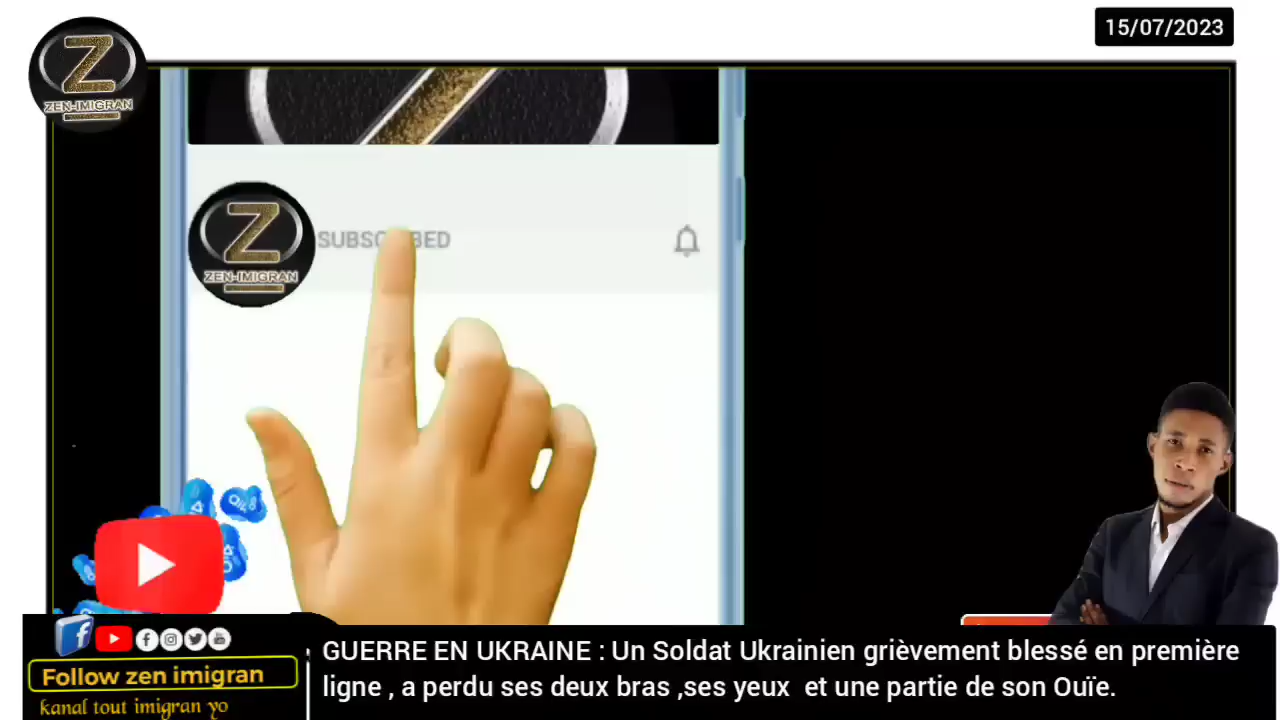 15/07/2023
Z
ZEN-IMIGRAN
Z
ZEN-IMIGRAN
SUBSCRIBED
GUERRE EN UKRAINE : Un Soldat Ukrainien grièvement blessé en première
ligne , a perdu ses deux bras ,ses yeux et une partie de son Ouïe.
Follow zen imigran
kanal tout imigran yo